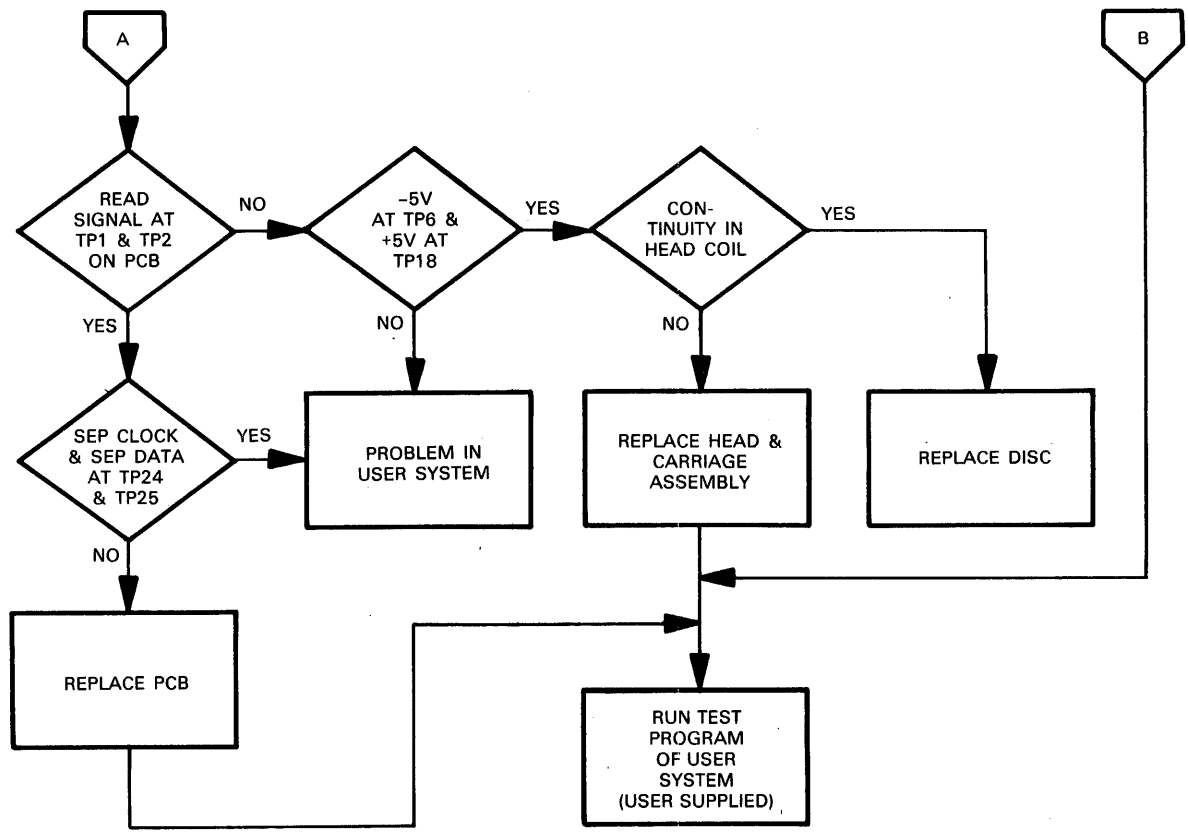 A
B
READ
SIGNAL AT
TP1 & TP2
ON PCB
NO
–5V
AT TP6 &
+5V AT
TP18
YES
CON-
TINUITY IN
HEAD COIL
YES
YES
NO
NO
SEP CLOCK
& SEP DATA
AT TP24
& TP25
YES
PROBLEM IN
USER SYSTEM
REPLACE HEAD &
CARRIAGE
ASSEMBLY
REPLACE DISC
NO
REPLACE PCB
RUN TEST
PROGRAM
OF USER
SYSTEM
(USER SUPPLIED)